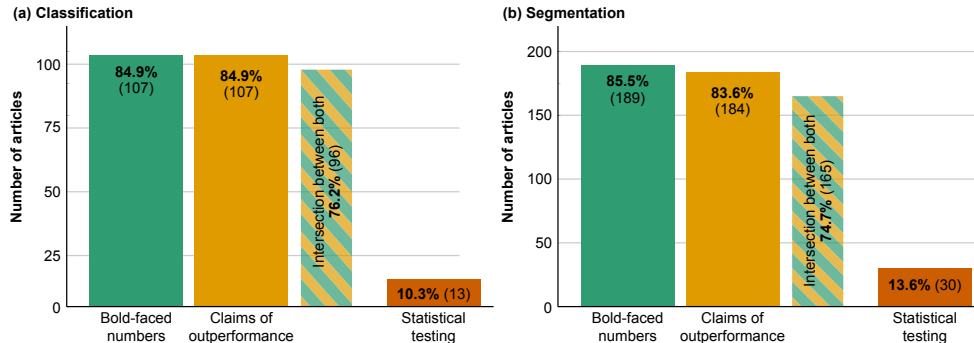 (a) Classification
Number of articles
100
75
50
25
0
84.9%
(107)
84.9%
(107)
Intersection between both
76.2% (96)
10.3% (13)
Bold-faced
numbers
Claims of
outperformance
Statistical
testing
(b) Segmentation
Number of articles
200
150
100
50
0
85.5%
(189)
83.6%
(184)
Intersection between both
74.7% (165)
13.6% (30)
Bold-faced
numbers
Claims of
outperformance
Statistical
testing